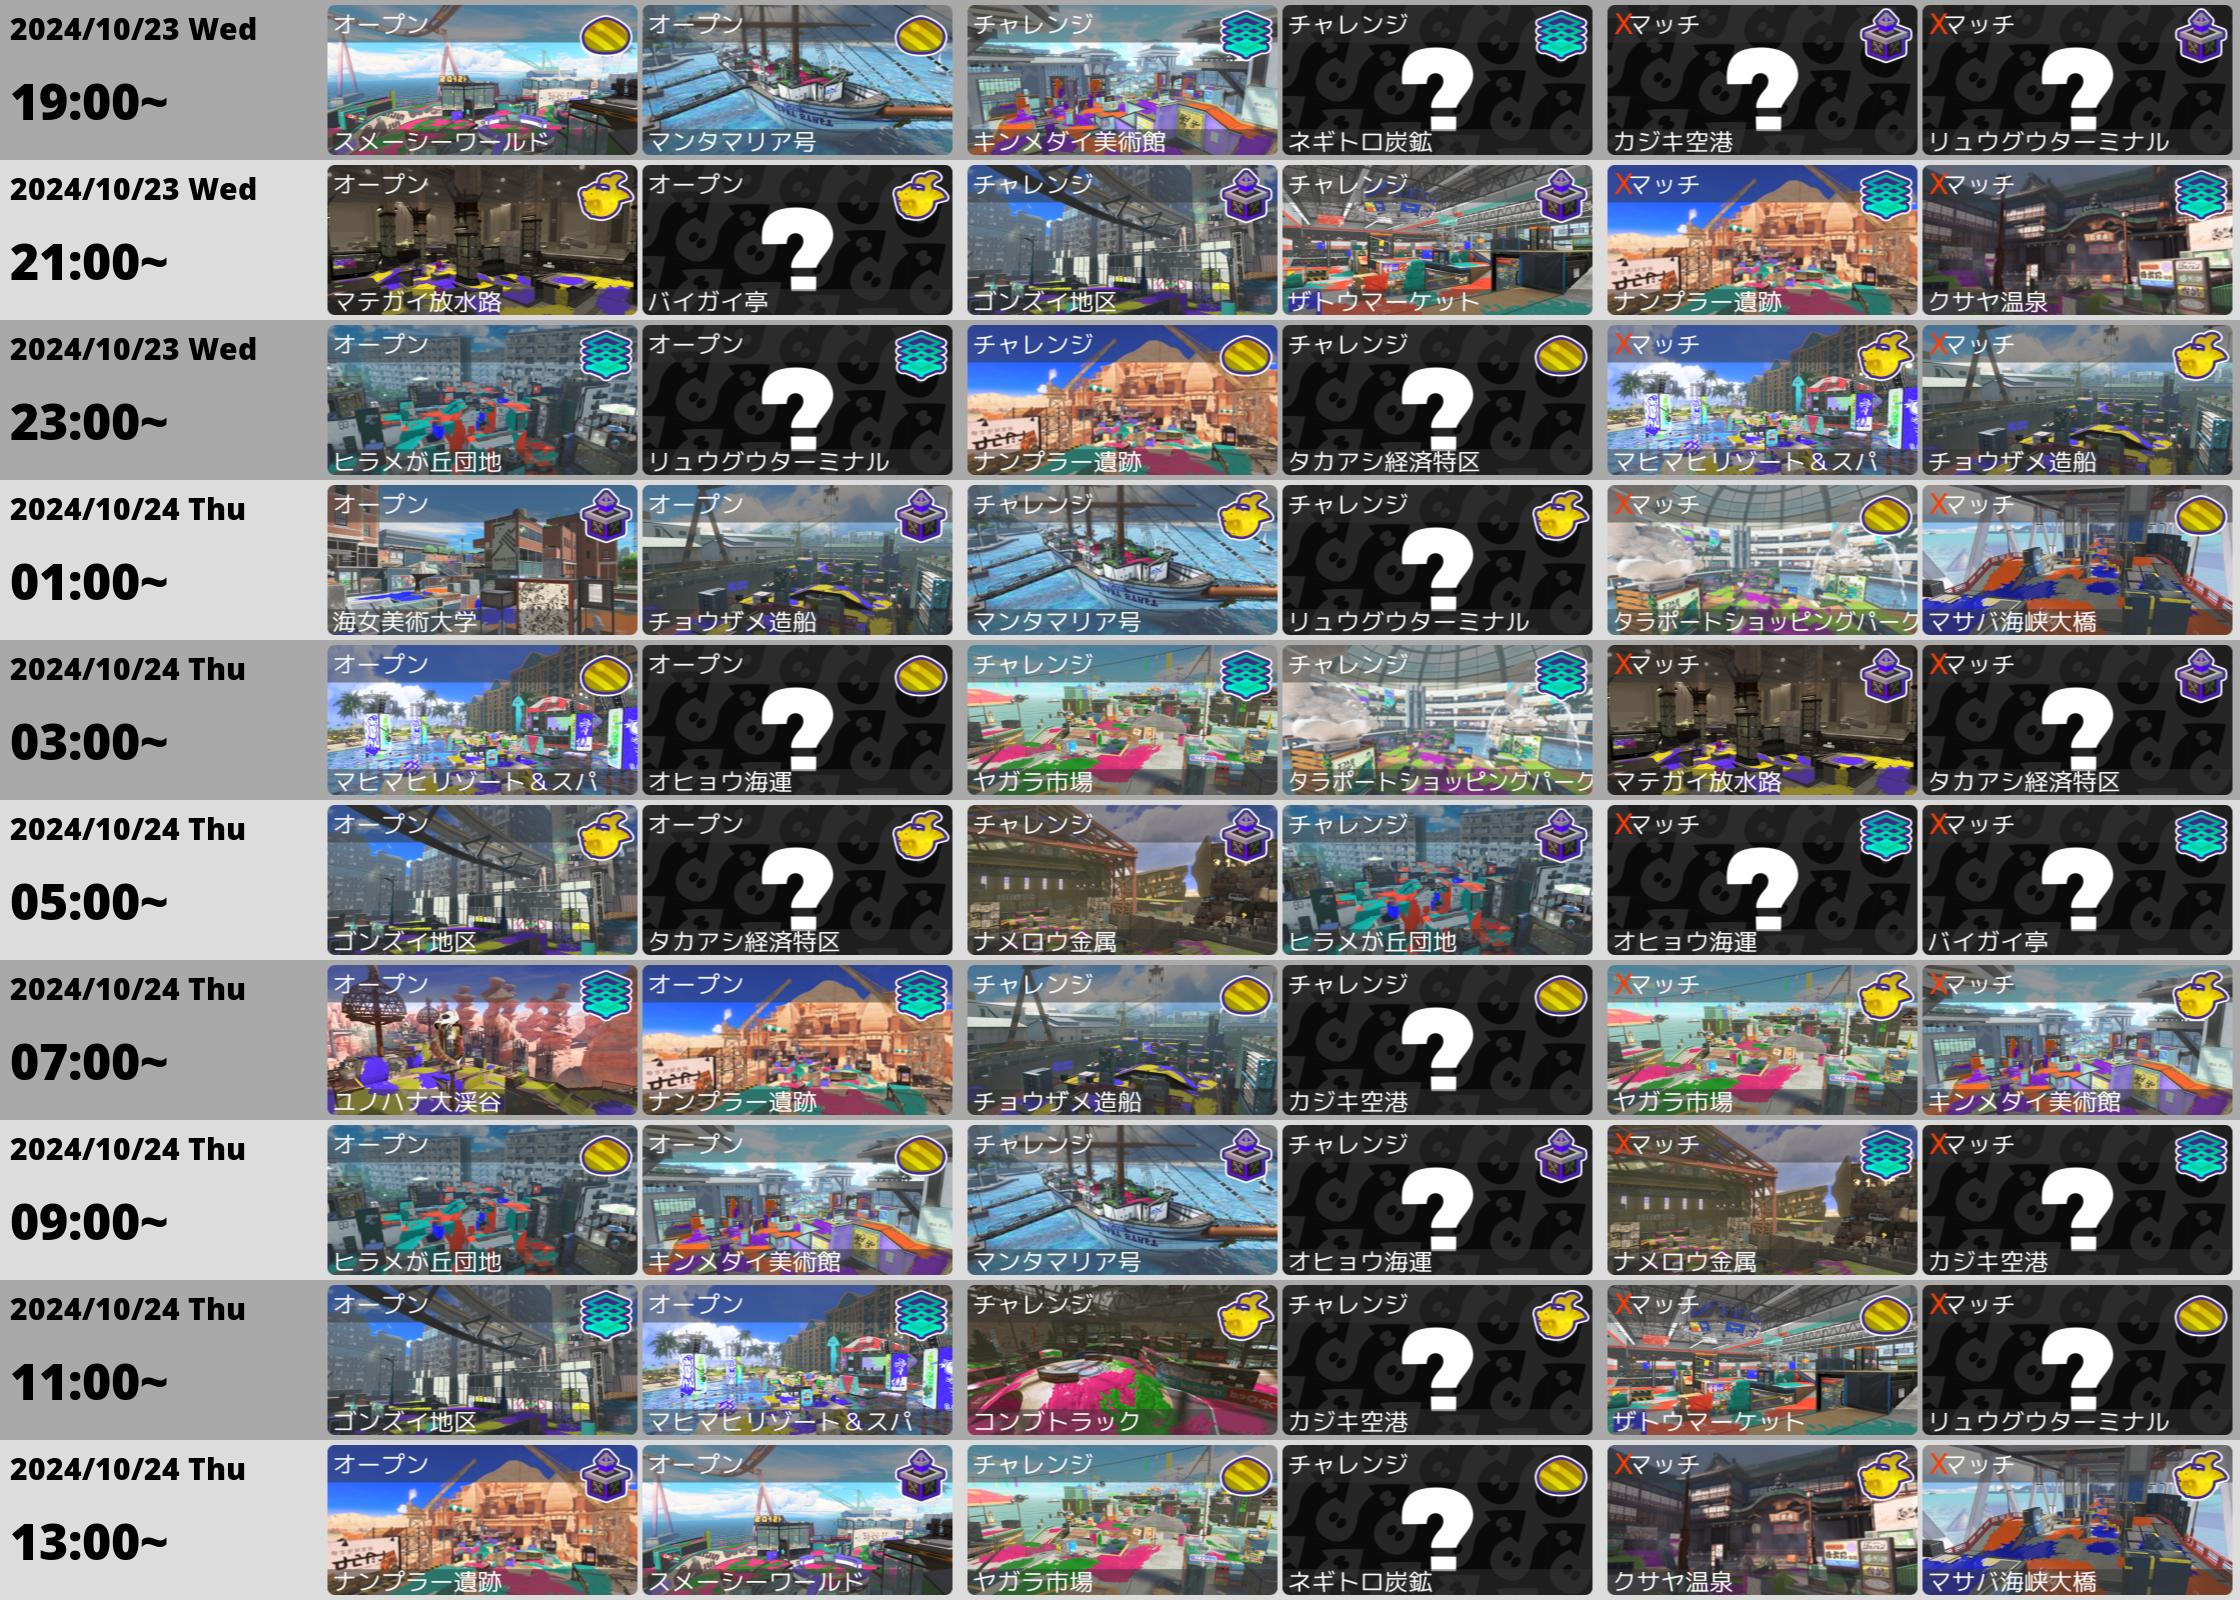 2024/10/23 Wed
19:00~
オープン
スメーシーワールド
オープン
マンタマリア号
チャレンジ
キンメダイ美術館
チャレンジ
?
ネギトロ炭鉱
Xマッチ
?
カジキ空港
Xマッチ
?
リュウグウターミナル
2024/10/23 Wed
21:00~
オープン
マテガイ放水路
オープン
?
バイガイ亭
チャレンジ
ゴンズイ地区
チャレンジ
ザトウマーケット
Xマッチ
ナンプラー遺跡
Xマッチ
クサヤ温泉
2024/10/23 Wed
23:00~
オープン
ヒラメが丘団地
オープン
?
リュウグウターミナル
チャレンジ
ナンプラー遺跡
チャレンジ
?
タカアシ経済特区
Xマッチ
マヒマヒリゾート＆スパ
Xマッチ
チョウザメ造船
2024/10/24 Thu
01:00~
オープン
海女美術大学
オープン
チョウザメ造船
チャレンジ
マンタマリア号
チャレンジ
?
リュウグウターミナル
Xマッチ
タラポートショッピングパーク
Xマッチ
マサバ海峡大橋
2024/10/24 Thu
03:00~
オープン
マヒマヒリゾート＆スパ
オープン
?
オヒョウ海運
チャレンジ
ヤガラ市場
チャレンジ
タラポートショッピングパーク
Xマッチ
マテガイ放水路
Xマッチ
?
タカアシ経済特区
2024/10/24 Thu
05:00~
オープン
ゴンズイ地区
オープン
?
タカアシ経済特区
チャレンジ
ナメロウ金属
チャレンジ
ヒラメが丘団地
Xマッチ
?
オヒョウ海運
Xマッチ
?
バイガイ亭
2024/10/24 Thu
07:00~
オープン
ユノハナ大渓谷
オープン
ナンプラー遺跡
チャレンジ
チョウザメ造船
チャレンジ
?
カジキ空港
Xマッチ
ヤガラ市場
Xマッチ
キンメダイ美術館
2024/10/24 Thu
09:00~
オープン
ヒラメが丘団地
オープン
キンメダイ美術館
チャレンジ
マンタマリア号
チャレンジ
?
オヒョウ海運
Xマッチ
ナメロウ金属
Xマッチ
?
カジキ空港
2024/10/24 Thu
11:00~
オープン
ゴンズイ地区
オープン
マヒマヒリゾート＆スパ
チャレンジ
コンブトラック
チャレンジ
?
カジキ空港
Xマッチ
ザトウマーケット
Xマッチ
?
リュウグウターミナル
2024/10/24 Thu
13:00~
オープン
ナンプラー遺跡
オープン
スメーシーワールド
チャレンジ
ヤガラ市場
チャレンジ
?
ネギトロ炭鉱
Xマッチ
クサヤ温泉
Xマッチ
マサバ海峡大橋